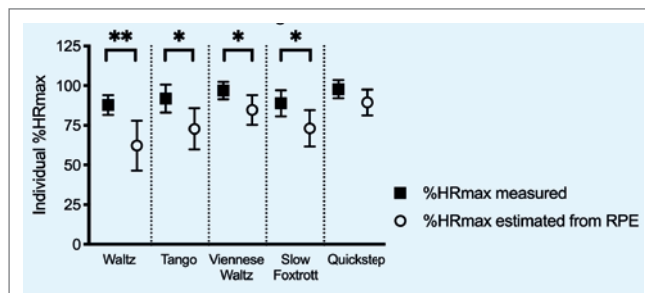 ** * * *
125
100
75
50
25
0
Individual %HRmax
%HRmax measured
%HRmax estimated from RPE
Waltz Tango Viennese Waltz Slow Foxtrott Quickstep